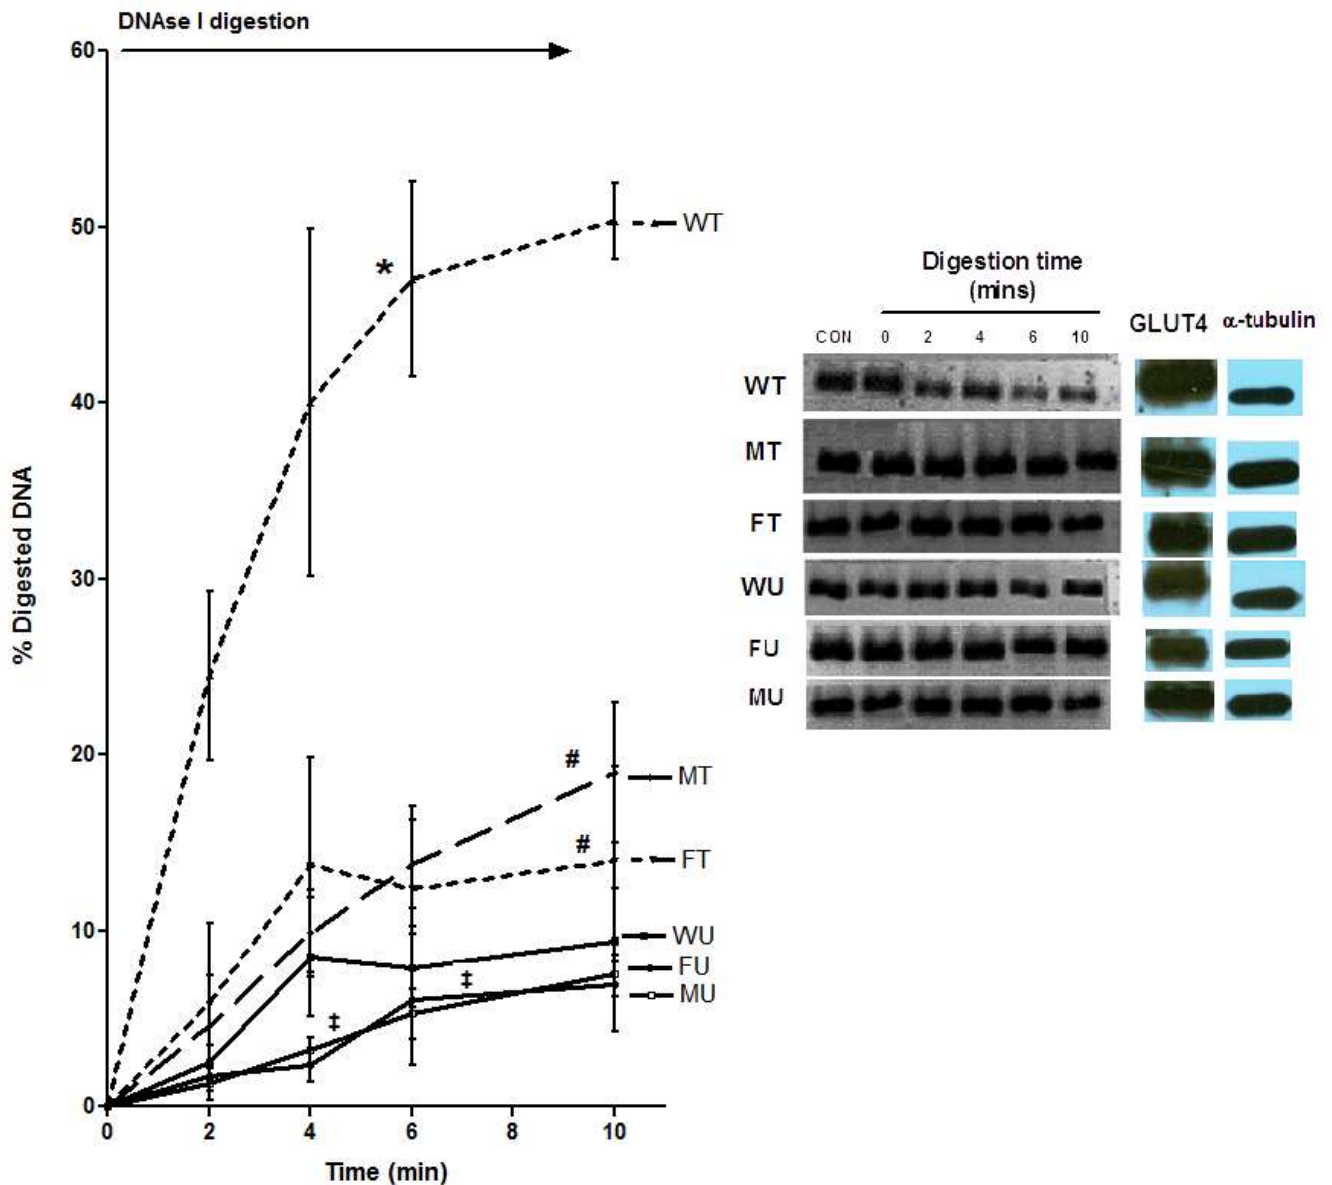 DNAse I digestion
60
50
40
30
20
10
0
% Digested DNA
0 2 4 6 8 10
Time (min)
*
#
#
‡
‡
WT
MT
FT
WU
FU
MU
Digestion time
(mins)
GLUT4 α-tubulin
CON 0 2 4 6 10
WT
MT
FT
WU
FU
MU